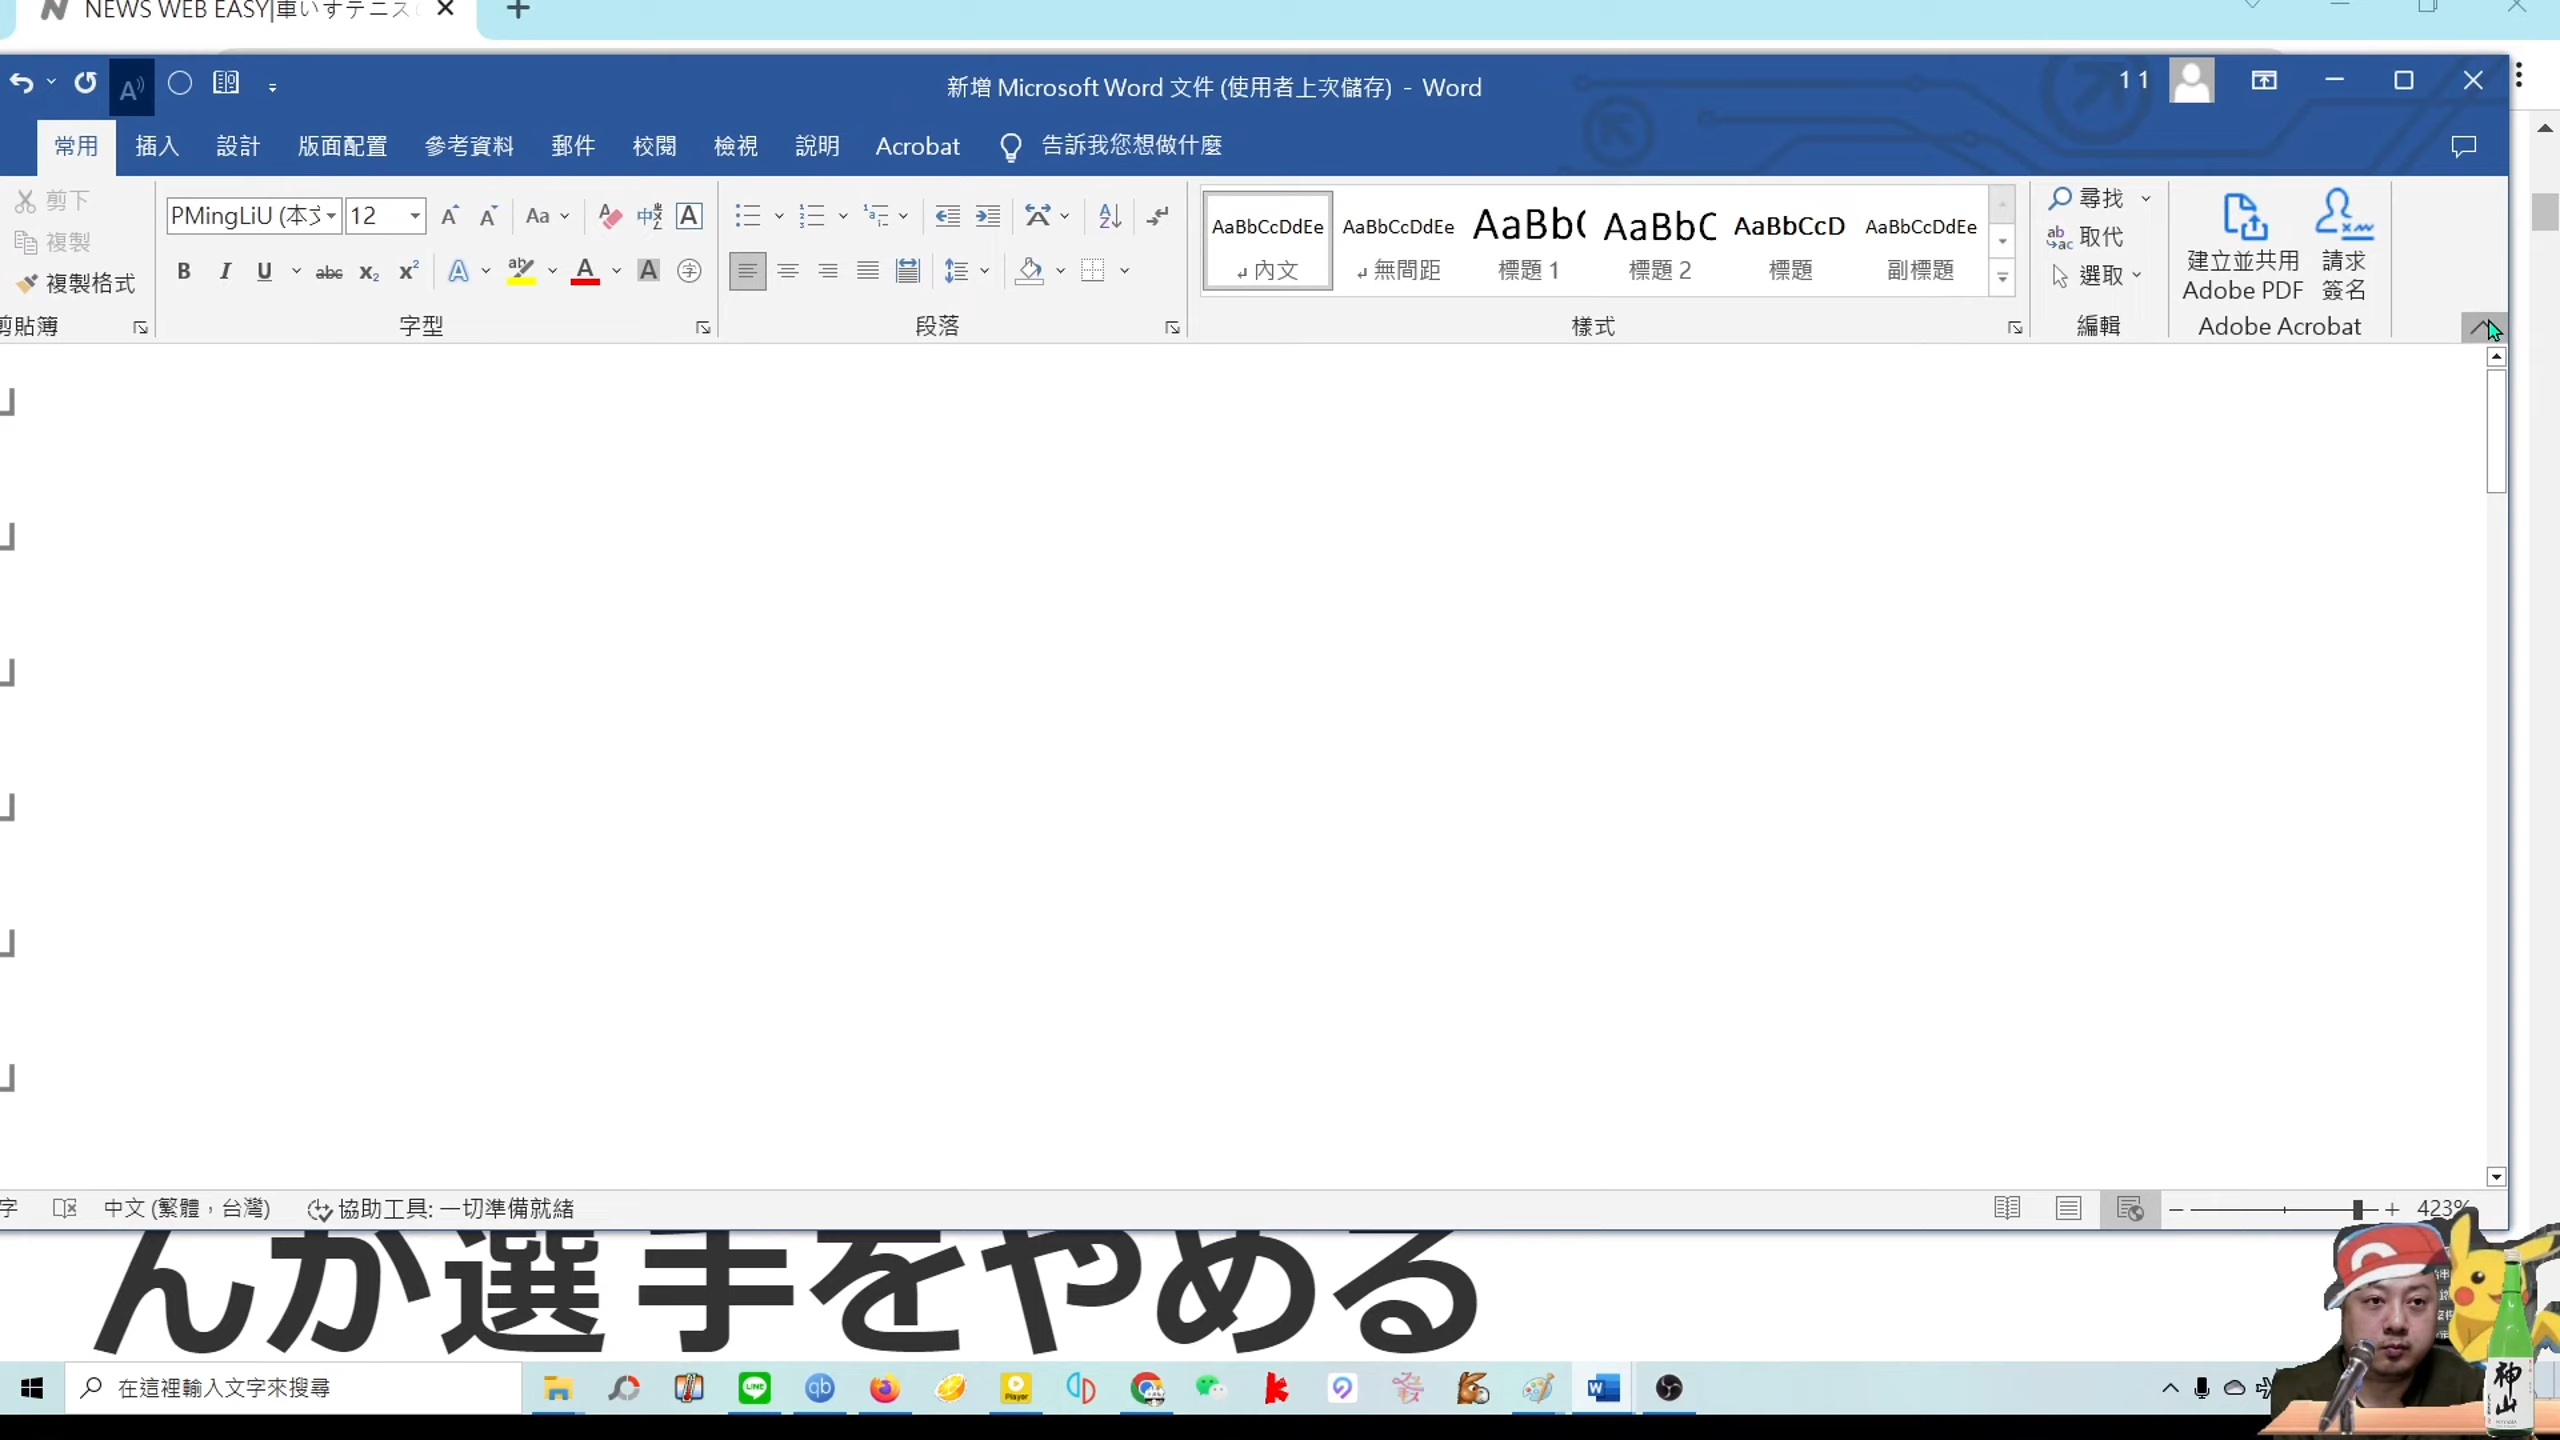 NEWS WEB EASY|車いすテニス
新增 Microsoft Word 文件 (使用者上次儲存) - Word
1 1
常用 插入 設計 版面配置 參考資料 郵件 校閱 檢視 說明 Acrobat 告訴我您想做什麼
剪下
複製
複製格式
剪貼簿
PMingLiU (本文 12
字型
段落
AaBbCcDdEe AaBbCcDdEe AaBb( AaBbC AaBbCcD AaBbCcDdEe
內文 無間距 標題 1 標題 2 標題 副標題
樣式
尋找
取代
選取
編輯
建立並共用
Adobe PDF
請求
簽名
Adobe Acrobat
字 中文 (繁體，台灣) 協助工具: 一切準備就緒
423%
んが選手をやめる
在這裡輸入文字來搜尋
神山